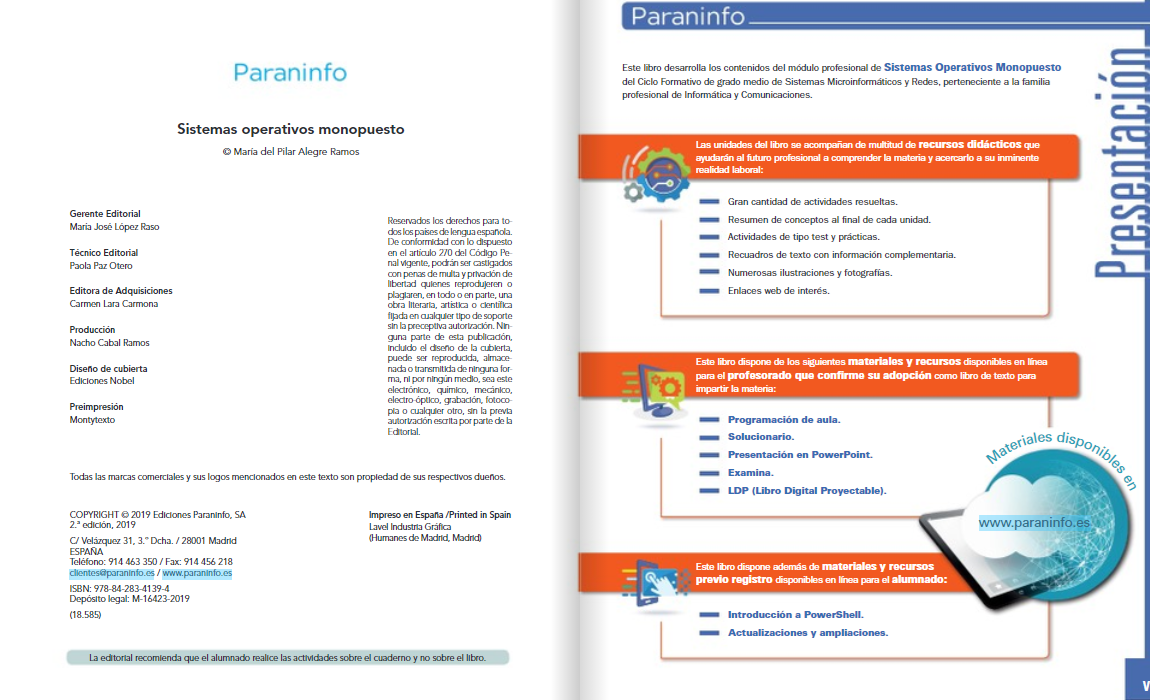 Paraninfo
Sistemas operativos monopuesto
© María del Pilar Alegre Ramos
Gerente Editorial
María José López Raso
Técnico Editorial
Paola Paz Otero
Editora de Adquisiciones
Carmen Lara Carmona
Producción
Nacho Cabal Ramos
Diseño de cubierta
Ediciones Nobel
Preimpresión
Montytexto
Reservados los derechos para to-
dos los países de lengua española.
De conformidad con lo dispuesto
en el artículo 270 del Código Pe-
nal vigente, podrán ser castigados
con penas de multa y privación de
libertad quienes reprodujeren o
plagiaren, en todo o en parte, una
obra literaria, artística o científica
fijada en cualquier tipo de soporte
sin la preceptiva autorización. Nin-
guna parte de esta publicación,
incluido el diseño de la cubierta,
puede ser reproducida, almace-
nada o transmitida de ninguna for-
ma, ni por ningún medio, sea este
electrónico, químico, mecánico,
electro-óptico, grabación, fotoco-
pia o cualquier otro, sin la previa
autorización escrita por parte de la
Editorial.
Todas las marcas comerciales y sus logos mencionados en este texto son propiedad de sus respectivos dueños.
COPYRIGHT © 2019 Ediciones Paraninfo, SA
2.ª edición, 2019
C/ Velázquez 31, 3.º Dcha. / 28001 Madrid
ESPAÑA
Teléfono: 914 463 350 / Fax: 914 456 218
clientes@paraninfo.es / www.paraninfo.es
ISBN: 978-84-283-4139-4
Depósito legal: M-16423-2019
(18.585)
Impreso en España /Printed in Spain
Lavel Industria Gráfica
(Humanes de Madrid, Madrid)
La editorial recomienda que el alumnado realice las actividades sobre el cuaderno y no sobre el libro.
Paraninfo
Presentación
Este libro desarrolla los contenidos del módulo profesional de Sistemas Operativos Monopuesto
del Ciclo Formativo de grado medio de Sistemas Microinformáticos y Redes, perteneciente a la familia
profesional de Informática y Comunicaciones.
Las unidades del libro se acompañan de multitud de recursos didácticos que
ayudarán al futuro profesional a comprender la materia y acercarlo a su inminente
realidad laboral:
Gran cantidad de actividades resueltas.
Resumen de conceptos al final de cada unidad.
Actividades de tipo test y prácticas.
Recuadros de texto con información complementaria.
Numerosas ilustraciones y fotografías.
Enlaces web de interés.
Este libro dispone de los siguientes materiales y recursos disponibles en línea
para el profesorado que confirme su adopción como libro de texto para
impartir la materia:
Programación de aula.
Solucionario.
Presentación en PowerPoint.
Examina.
LDP (Libro Digital Proyectable).
Materiales disponibles en
www.paraninfo.es
Este libro dispone además de materiales y recursos
previo registro disponibles en línea para el alumnado:
Introducción a PowerShell.
Actualizaciones y ampliaciones.